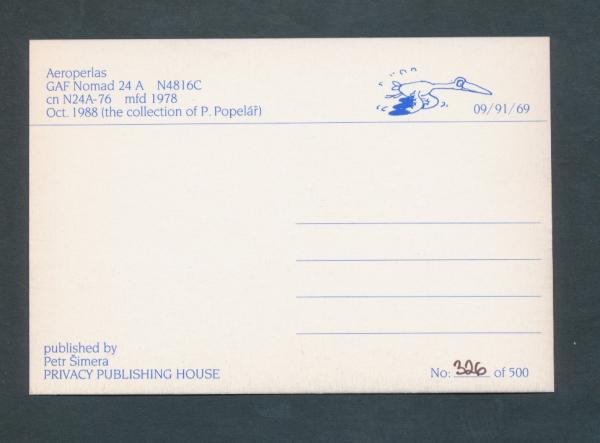 Aeroperlas
GAF Nomad 24 A N4816C
cn N24A-76 mfd 1978
Oct. 1988 (the collection of P. Popelář)
09/91/69
published by
Petr Šimera
PRIVACY PUBLISHING HOUSE
No: 326 of 500